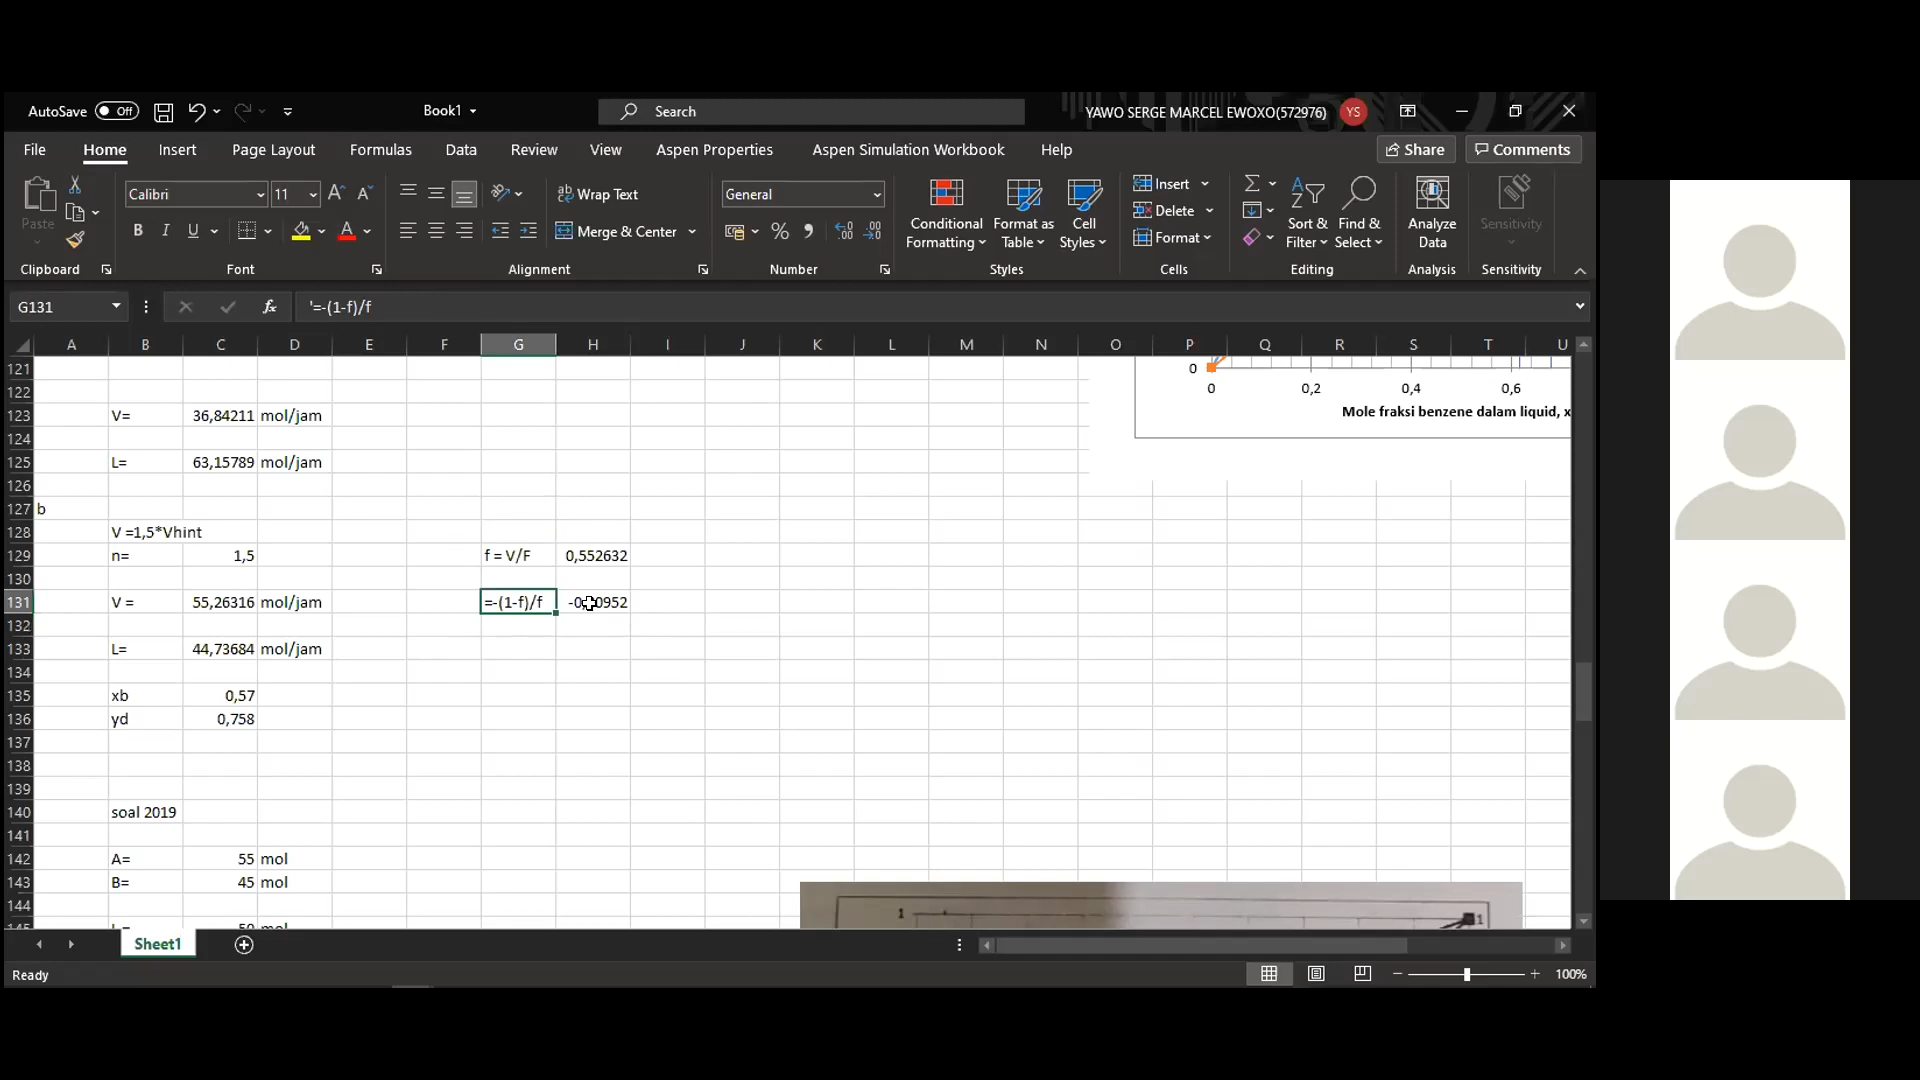 AutoSave Off Book1 Search YAWO SERGE MARCEL EWOXO(572976) YS
File Home Insert Page Layout Formulas Data Review View Aspen Properties Aspen Simulation Workbook Help Share Comments
Paste Calibri 11 Wrap Text General Conditional Formatting Format as Table Cell Styles Insert Sort & Filter Find & Select Analyze Data Sensitivity
B I U Merge & Center Delete
Format
Clipboard Font Alignment Number Styles Cells Editing Analysis Sensitivity
G131 fx '=-(1-f)/f
A B C D E F G H I J K L M N O P Q R S T U
121 0
122 0 0,2 0,4 0,6
123 V= 36,84211 mol/jam Mole fraksi benzene dalam liquid, x
124
125 L= 63,15789 mol/jam
126
127 b
128 V =1,5*Vhint
129 n= 1,5 f = V/F 0,552632
130
131 V = 55,26316 mol/jam =-(1-f)/f
132
133 L= 44,73684 mol/jam
134
135 xb 0,57
136 yd 0,758
137
138
139
140 soal 2019
141
142 A= 55 mol
143 B= 45 mol
144 1 1
Sheet1
Ready 100%